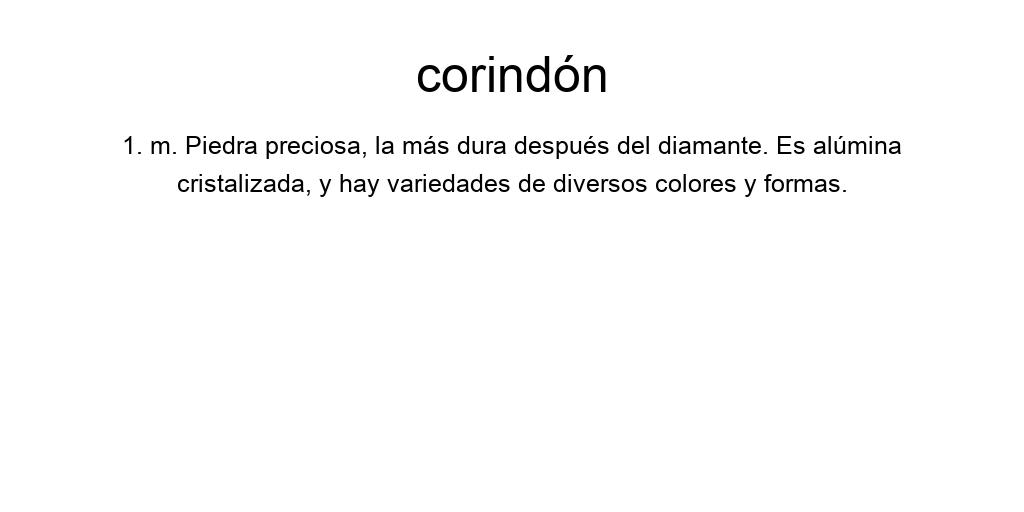 corindón
1. m. Piedra preciosa, la más dura después del diamante. Es alúmina
cristalizada, y hay variedades de diversos colores y formas.